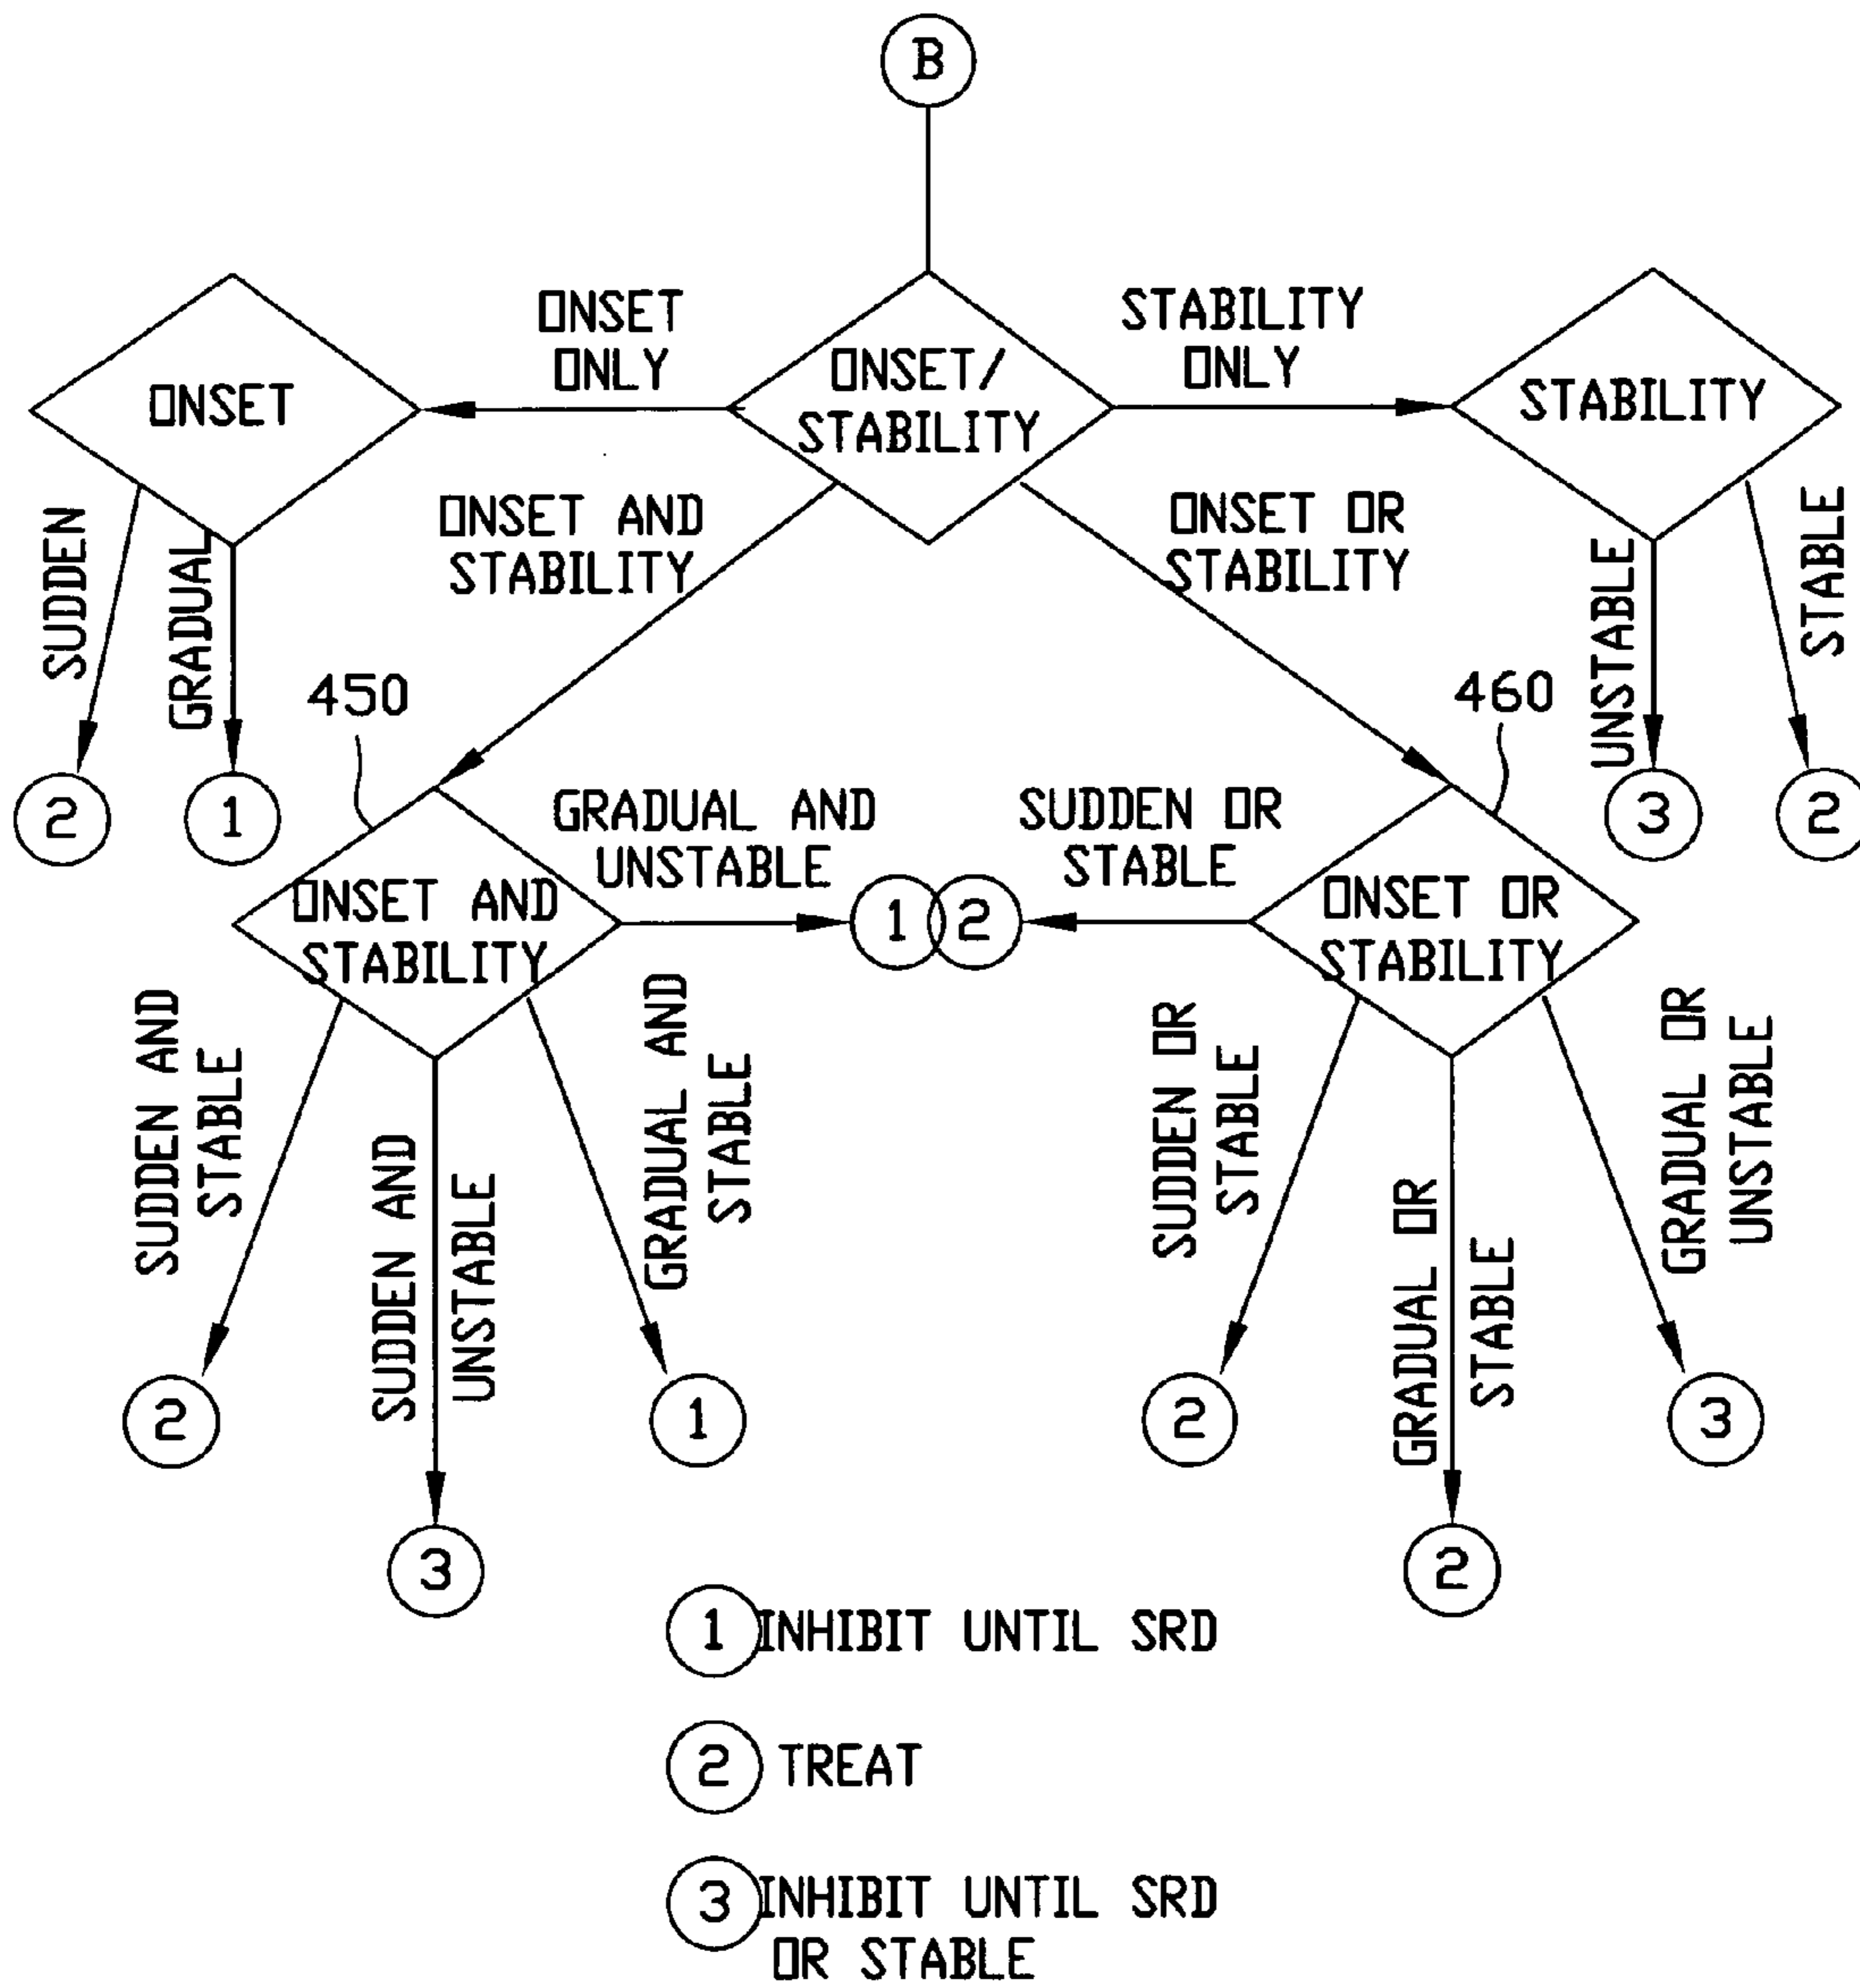 B
ONSET
ONLY
STABILITY
ONLY
ONSET
ONSET/
STABILITY
STABILITY
ONSET AND
STABILITY
ONSET OR
STABILITY
SUDDEN
GRADUAL
UNSTABLE
STABLE
450
460
2
1
3
2
GRADUAL AND
UNSTABLE
SUDDEN OR
STABLE
ONSET AND
STABILITY
1
2
ONSET OR
STABILITY
SUDDEN AND
STABLE
SUDDEN AND
UNSTABLE
GRADUAL AND
STABLE
SUDDEN OR
STABLE
GRADUAL OR
STABLE
GRADUAL OR
UNSTABLE
2
1
2
3
3
2
1 INHIBIT UNTIL SRD
2 TREAT
3 INHIBIT UNTIL SRD
OR STABLE